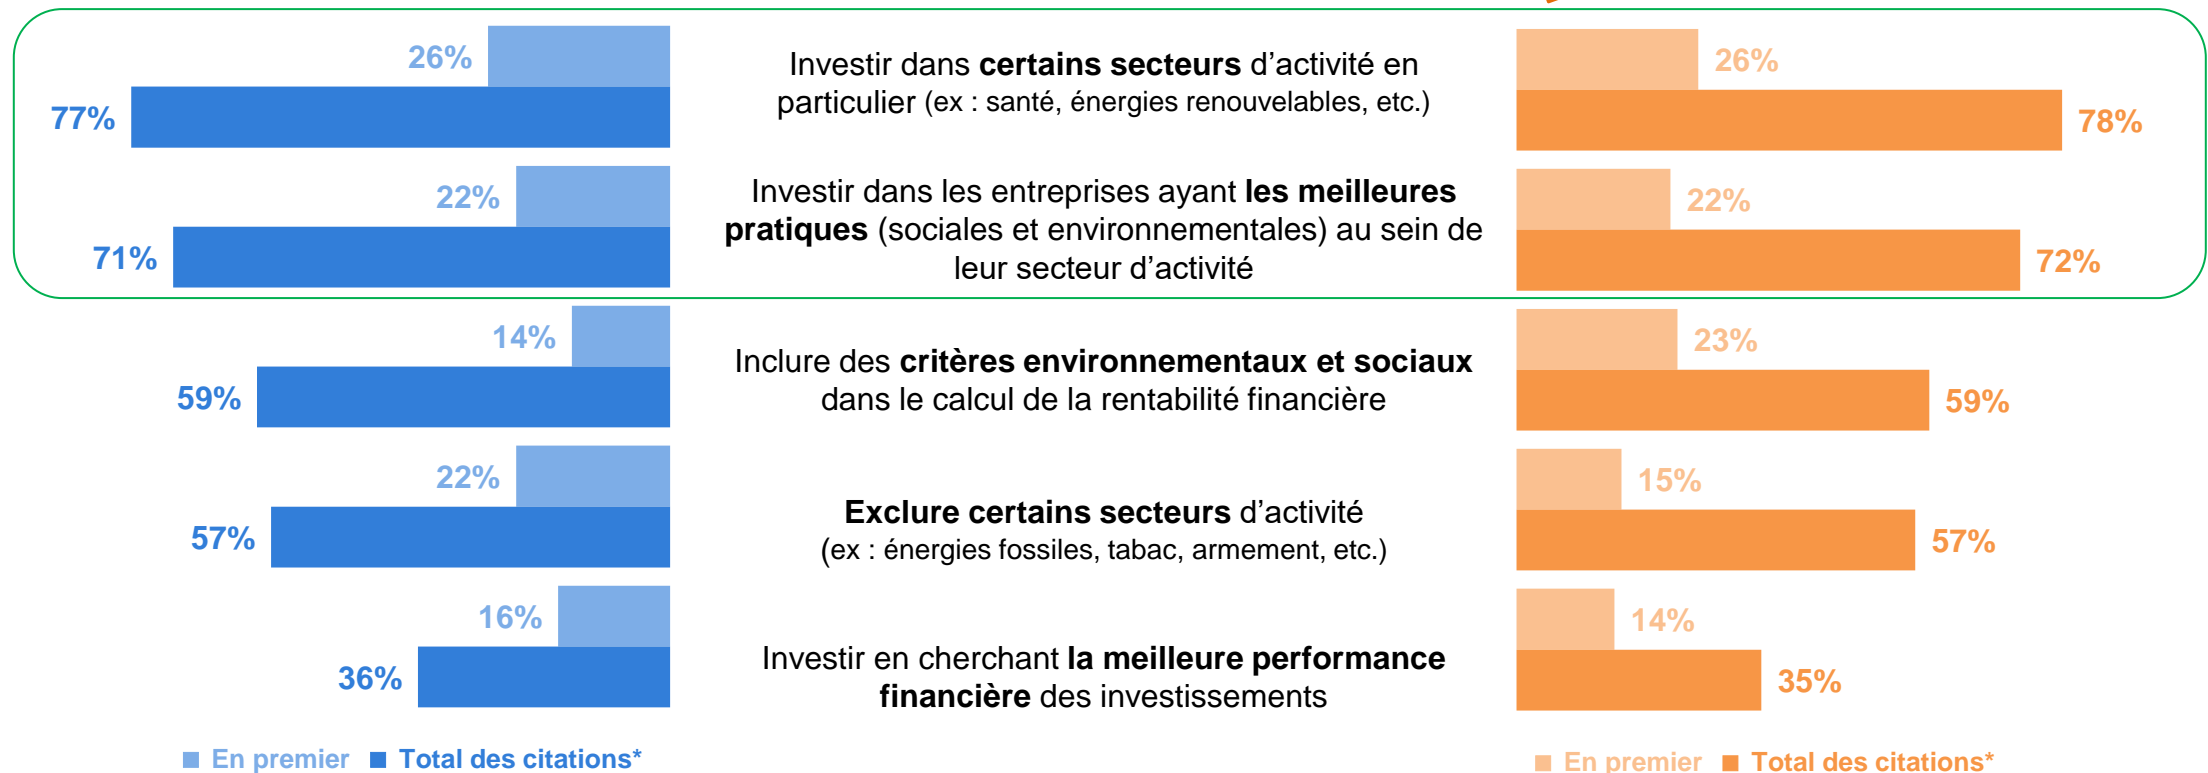 26%
Investir dans certains secteurs d’activité en
particulier (ex : santé, énergies renouvelables, etc.)
26%
77%
78%
22%
Investir dans les entreprises ayant les meilleures
pratiques (sociales et environnementales) au sein de
leur secteur d’activité
22%
71%
72%
14%
Inclure des critères environnementaux et sociaux
dans le calcul de la rentabilité financière
23%
59%
59%
22%
Exclure certains secteurs d’activité
(ex : énergies fossiles, tabac, armement, etc.)
15%
57%
57%
16%
Investir en cherchant la meilleure performance
financière des investissements
14%
36%
35%
En premier Total des citations*
En premier Total des citations*